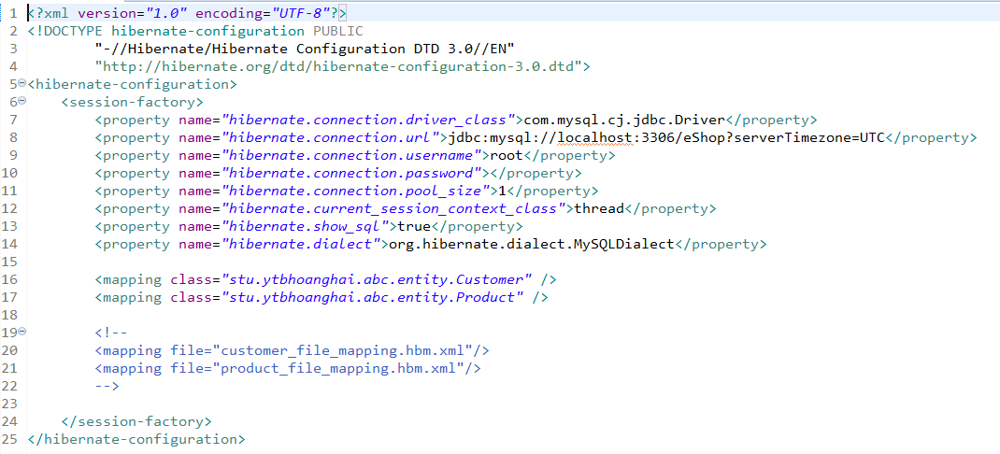 1 <?xml version="1.0" encoding="UTF-8"?>
2 <!DOCTYPE hibernate-configuration PUBLIC
3         "-//Hibernate/Hibernate Configuration DTD 3.0//EN"
4         "http://hibernate.org/dtd/hibernate-configuration-3.0.dtd">
5 <hibernate-configuration>
6     <session-factory>
7         <property name="hibernate.connection.driver_class">com.mysql.cj.jdbc.Driver</property>
8         <property name="hibernate.connection.url">jdbc:mysql://localhost:3306/eShop?serverTimezone=UTC</property>
9         <property name="hibernate.connection.username">root</property>
10         <property name="hibernate.connection.password"></property>
11         <property name="hibernate.connection.pool_size">1</property>
12         <property name="hibernate.current_session_context_class">thread</property>
13         <property name="hibernate.show_sql">true</property>
14         <property name="hibernate.dialect">org.hibernate.dialect.MySQLDialect</property>
15
16         <mapping class="stu.ytbhoanghai.abc.entity.Customer" />
17         <mapping class="stu.ytbhoanghai.abc.entity.Product" />
18
19         <!--
20         <mapping file="customer_file_mapping.hbm.xml"/>
21         <mapping file="product_file_mapping.hbm.xml"/>
22         -->
23
24     </session-factory>
25 </hibernate-configuration>